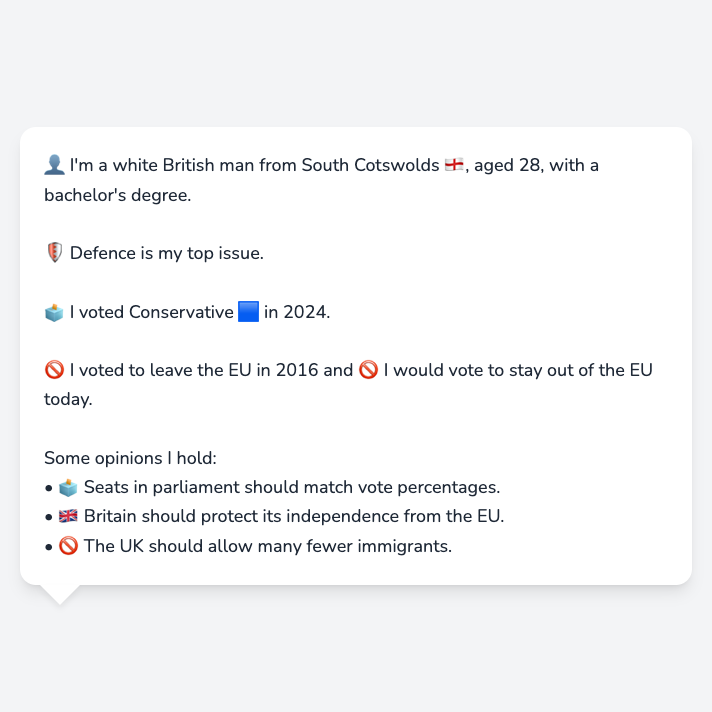 👤 I'm a white British man from South Cotswolds 🏴󠁧󠁢󠁥󠁮󠁧󠁿, aged 28, with a
bachelor's degree.
🛡️ Defence is my top issue.
🗳️ I voted Conservative 🟦 in 2024.
🚫 I voted to leave the EU in 2016 and 🚫 I would vote to stay out of the EU
today.
Some opinions I hold:
• 🗳️ Seats in parliament should match vote percentages.
• 🇬🇧 Britain should protect its independence from the EU.
• 🚫 The UK should allow many fewer immigrants.